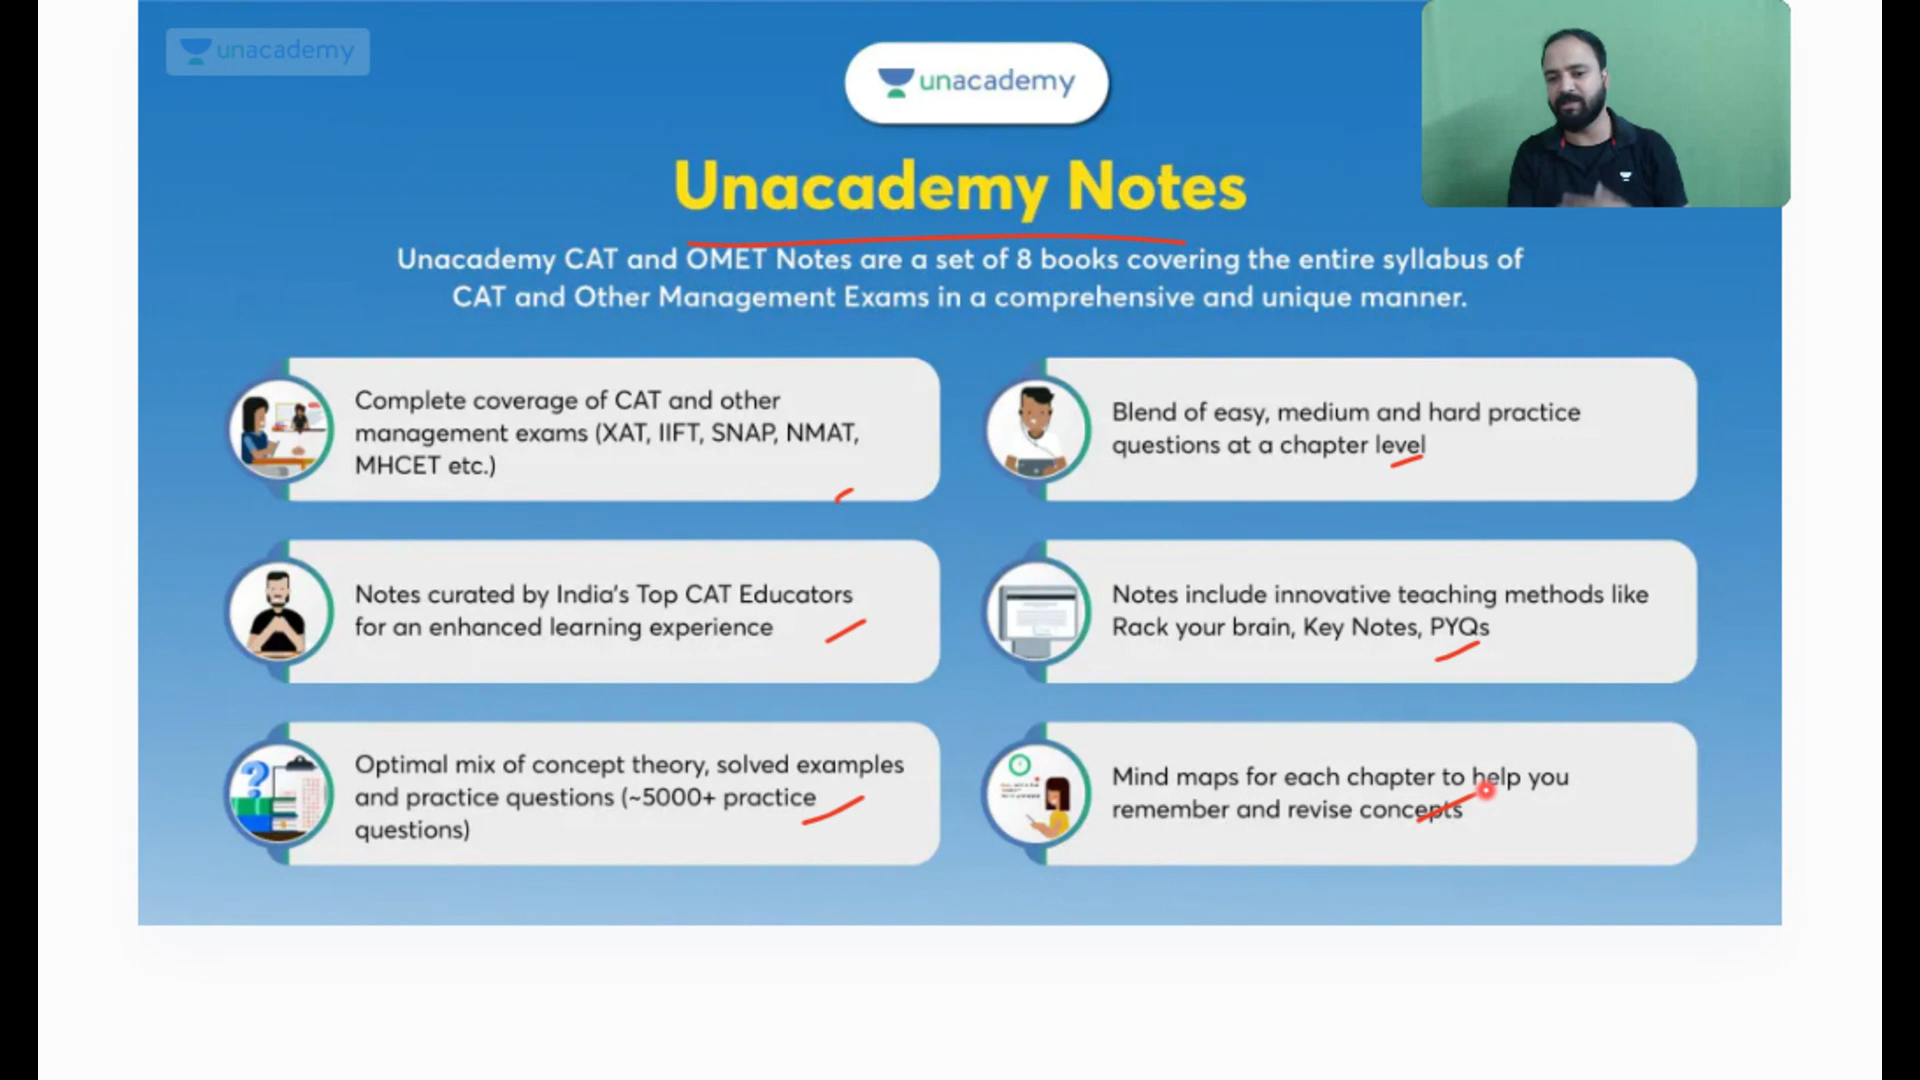 unacademy
unacademy
Unacademy Notes
Unacademy CAT and OMET Notes are a set of 8 books covering the entire syllabus of
CAT and Other Management Exams in a comprehensive and unique manner.
Complete coverage of CAT and other
management exams (XAT, IIFT, SNAP, NMAT,
MHCET etc.)
Blend of easy, medium and hard practice
questions at a chapter level
Notes curated by India's Top CAT Educators
for an enhanced learning experience
Notes include innovative teaching methods like
Rack your brain, Key Notes, PYQs
Optimal mix of concept theory, solved examples
and practice questions (~5000+ practice
questions)
Mind maps for each chapter to help you
remember and revise concepts